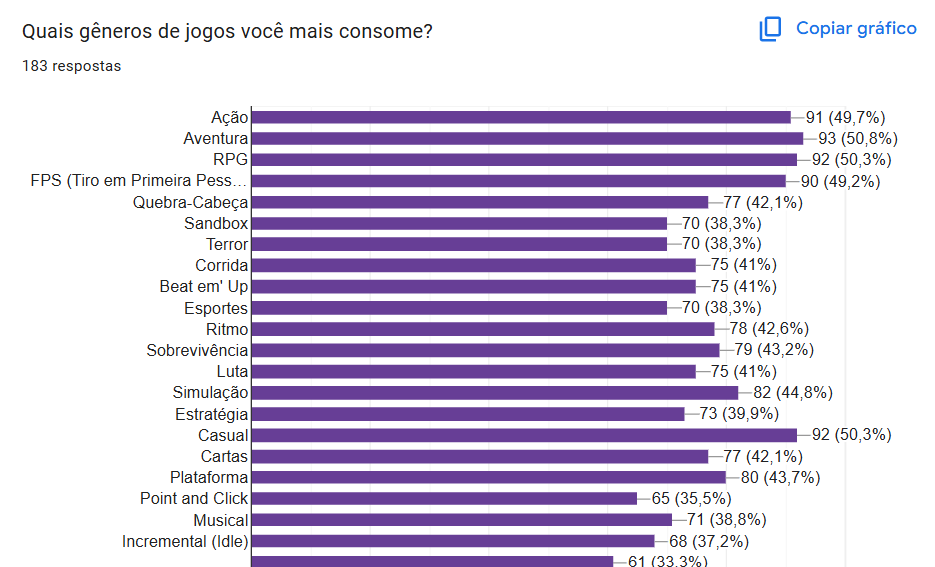 Quais gêneros de jogos você mais consome?
Copiar gráfico
183 respostas
Ação 91 (49,7%)
Aventura 93 (50,8%)
RPG 92 (50,3%)
FPS (Tiro em Primeira Pess... 90 (49,2%)
Quebra-Cabeça 77 (42,1%)
Sandbox 70 (38,3%)
Terror 70 (38,3%)
Corrida 75 (41%)
Beat em' Up 75 (41%)
Esportes 70 (38,3%)
Ritmo 78 (42,6%)
Sobrevivência 79 (43,2%)
Luta 75 (41%)
Simulação 82 (44,8%)
Estratégia 73 (39,9%)
Casual 92 (50,3%)
Cartas 77 (42,1%)
Plataforma 80 (43,7%)
Point and Click 65 (35,5%)
Musical 71 (38,8%)
Incremental (Idle) 68 (37,2%)
61 (33,3%)